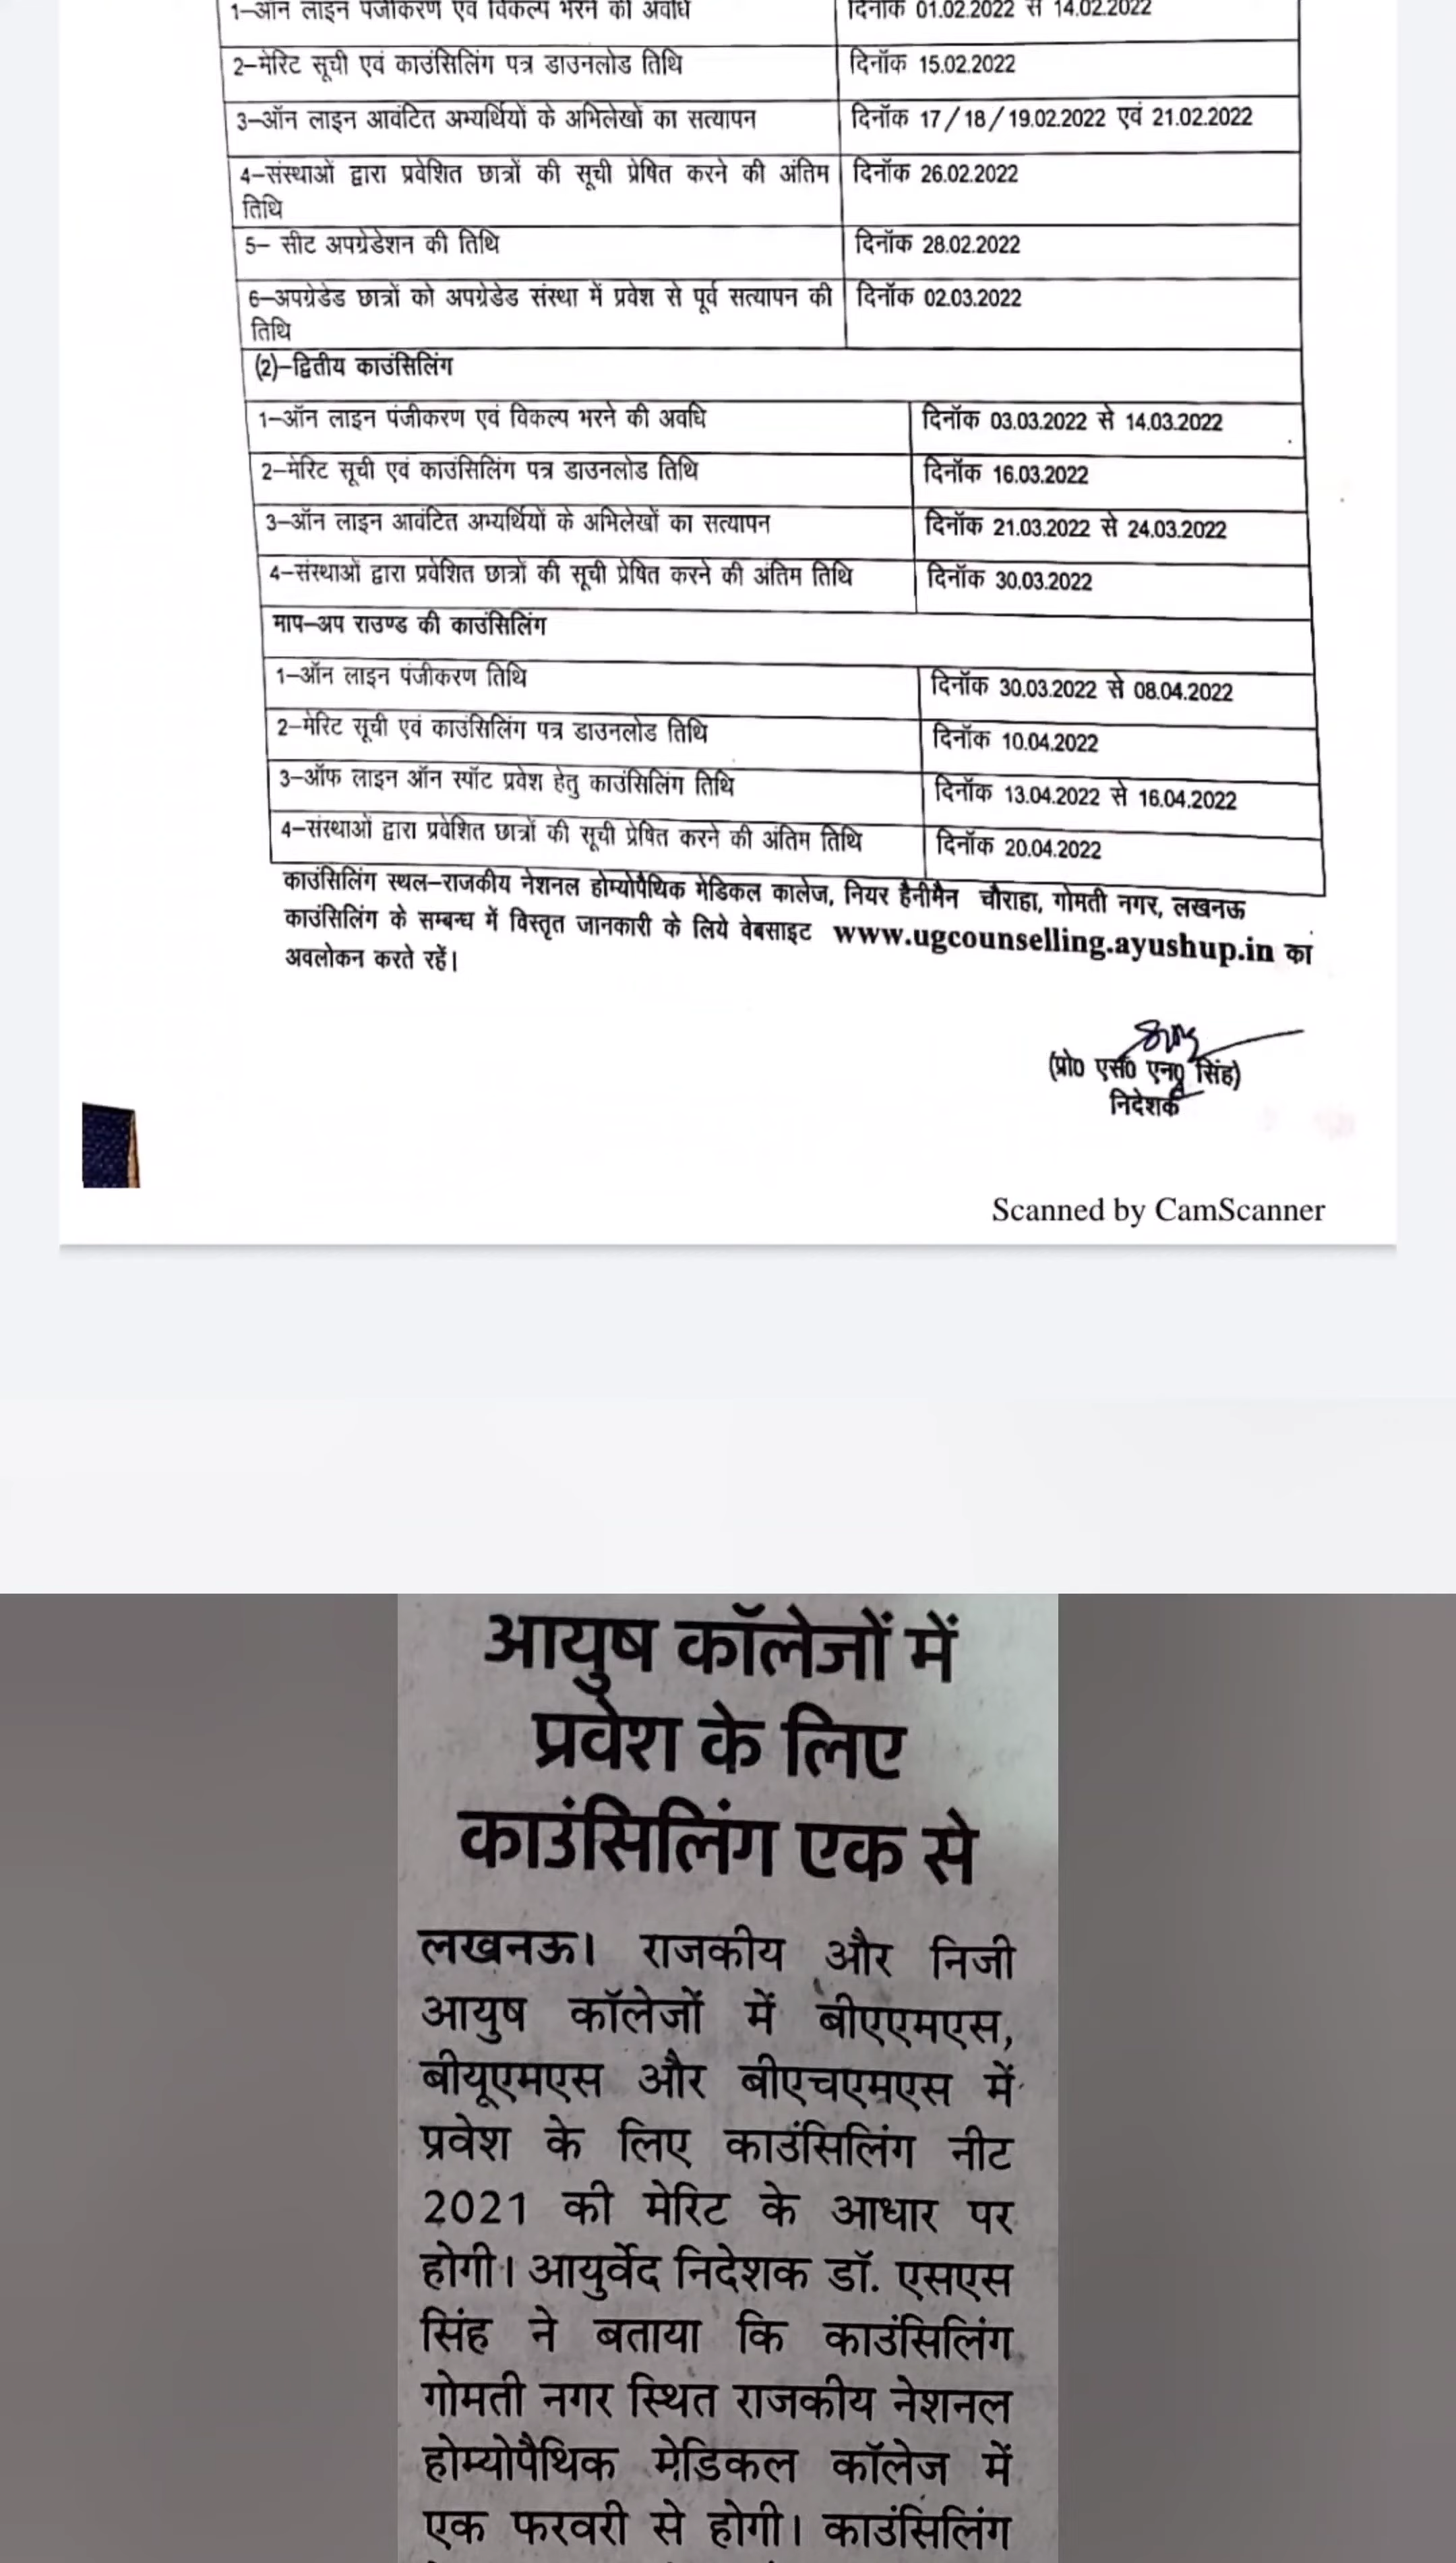 1–ऑन लाइन पंजीकरण एवं विकल्प भरने की अवधि दिनॉक 01.02.2022 से 14.02.2022
2–मेरिट सूची एवं काउंसिलिंग पत्र डाउनलोड तिथि दिनॉक 15.02.2022
3–ऑन लाइन आवंटित अभ्यर्थियों के अभिलेखों का सत्यापन दिनॉक 17/18/19.02.2022 एवं 21.02.2022
4–संस्थाओं द्वारा प्रवेशित छात्रों की सूची प्रेषित करने की अंतिम दिनॉक 26.02.2022
तिथि
5– सीट अपग्रेडेशन की तिथि दिनॉक 28.02.2022
6–अपग्रेडेड छात्रों को अपग्रेडेड संस्था में प्रवेश से पूर्व सत्यापन की दिनॉक 02.03.2022
तिथि
(2)–द्वितीय काउंसिलिंग
1–ऑन लाइन पंजीकरण एवं विकल्प भरने की अवधि दिनॉक 03.03.2022 से 14.03.2022
2–मेरिट सूची एवं काउंसिलिंग पत्र डाउनलोड तिथि दिनॉक 16.03.2022
3–ऑन लाइन आवंटित अभ्यर्थियों के अभिलेखों का सत्यापन दिनॉक 21.03.2022 से 24.03.2022
4–संस्थाओं द्वारा प्रवेशित छात्रों की सूची प्रेषित करने की अंतिम तिथि दिनॉक 30.03.2022
माप–अप राउण्ड की काउंसिलिंग
1–ऑन लाइन पंजीकरण तिथि दिनॉक 30.03.2022 से 08.04.2022
2–मेरिट सूची एवं काउंसिलिंग पत्र डाउनलोड तिथि दिनॉक 10.04.2022
3–ऑफ लाइन ऑन स्पॉट प्रवेश हेतु काउंसिलिंग तिथि दिनॉक 13.04.2022 से 16.04.2022
4–संस्थाओं द्वारा प्रवेशित छात्रों की सूची प्रेषित करने की अंतिम तिथि दिनॉक 20.04.2022
काउंसिलिंग स्थल–राजकीय नेशनल होम्योपैथिक मेडिकल कालेज, नियर हैनीमैन चौराहा, गोमती नगर, लखनऊ
काउंसिलिंग के सम्बन्ध में विस्तृत जानकारी के लिये वेबसाइट www.ugcounselling.ayushup.in का
अवलोकन करते रहें।
(प्रो० एस० एन० सिंह)
निदेशक
Scanned by CamScanner
आयुष कॉलेजों में
प्रवेश के लिए
काउंसिलिंग एक से
लखनऊ। राजकीय और निजी
आयुष कॉलेजों में बीएएमएस,
बीयूएमएस और बीएचएमएस में
प्रवेश के लिए काउंसिलिंग नीट
2021 की मेरिट के आधार पर
होगी। आयुर्वेद निदेशक डॉ. एसएस
सिंह ने बताया कि काउंसिलिंग
गोमती नगर स्थित राजकीय नेशनल
होम्योपैथिक मेडिकल कॉलेज में
एक फरवरी से होगी। काउंसिलिंग